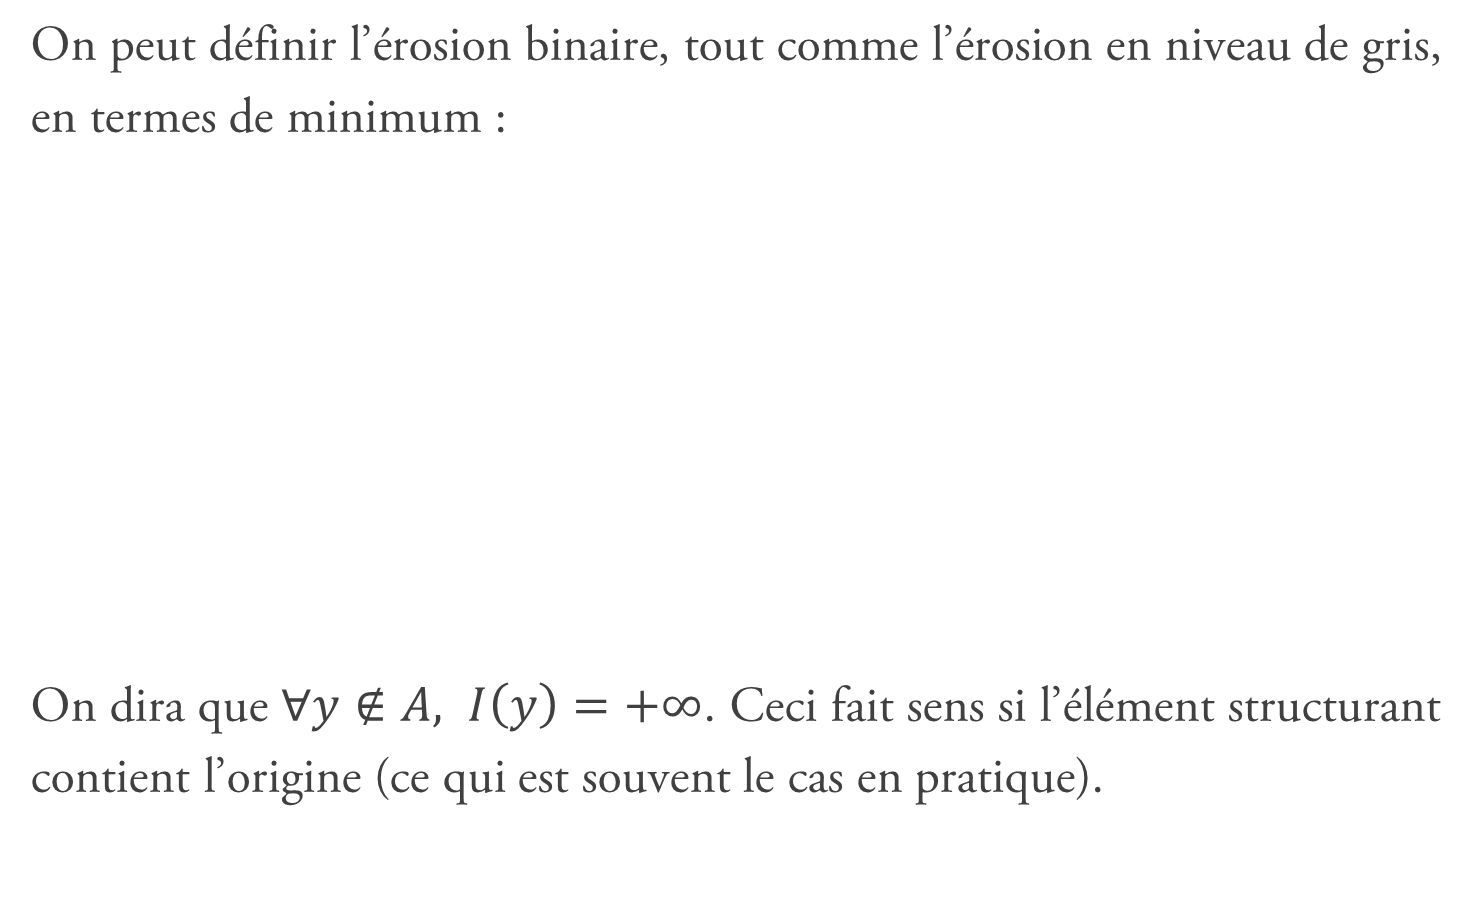 On peut définir l’érosion binaire, tout comme l’érosion en niveau de gris,
en termes de minimum :
On dira que ∀y ∉ A, I(y) = +∞. Ceci fait sens si l’élément structurant
contient l’origine (ce qui est souvent le cas en pratique).